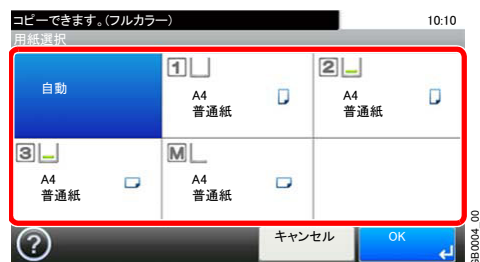 コピーできます。(フルカラー)
10:10
用紙選択
自動
1
A4
普通紙
2
A4
普通紙
3
A4
普通紙
M
A4
普通紙
?
キャンセル
OK
GB0004_00